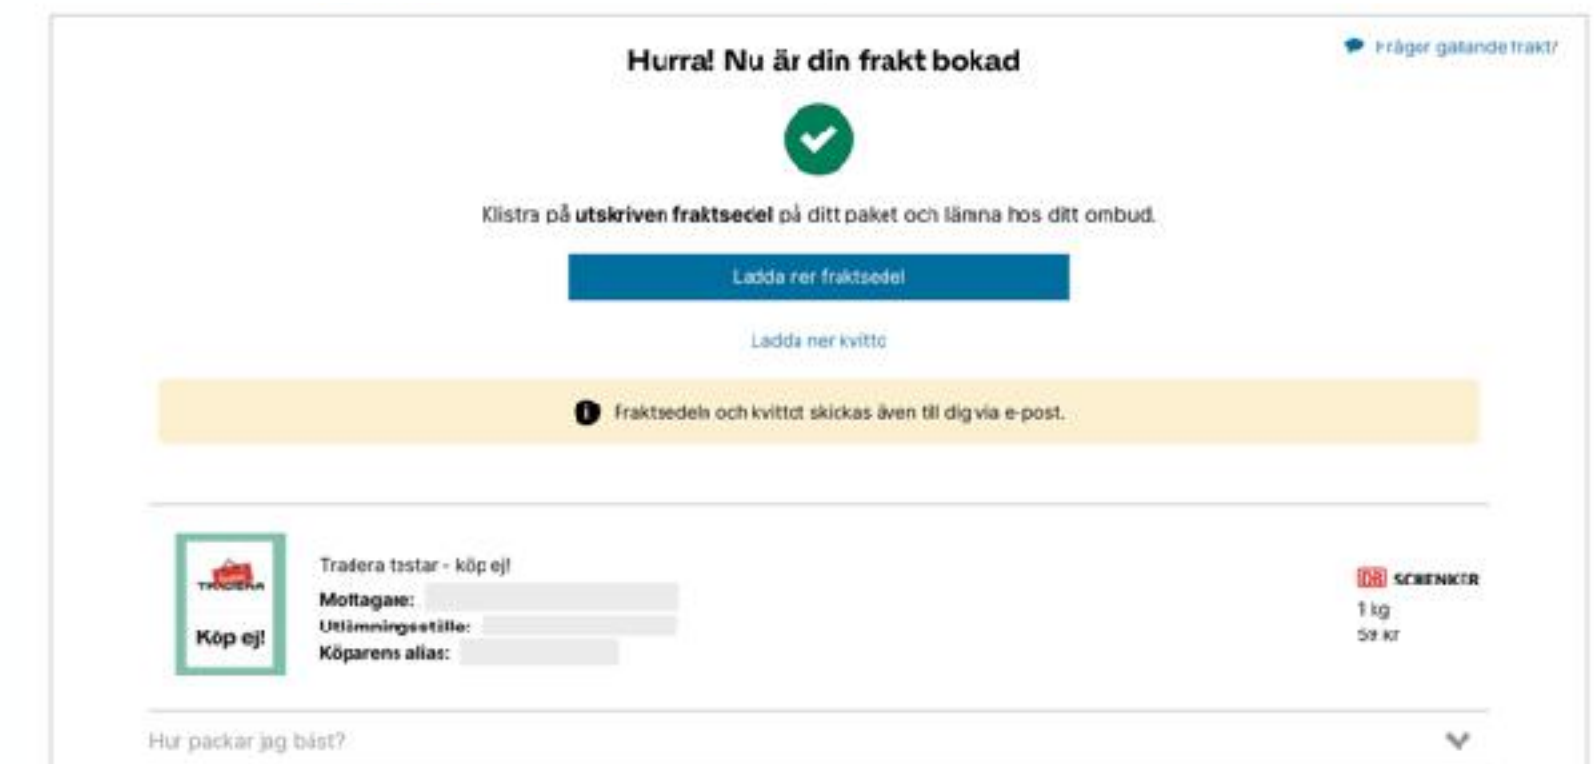 Hurra! Nu är din frakt bokad
Frågor gällande frakt?
Klistra på utskriven fraktsedel på ditt paket och lämna hos ditt ombud.
Ladda ner fraktsedel
Ladda ner kvitto
Fraktsedeln och kvittot skickas även till dig via e-post.
TRADERA
Köp ej!
Tradera testar - köp ej!
Mottagare:
Utlämningsställe:
Köparens alias:
DB SCHENKER
1 kg
59 kr
Hur packar jag bäst?